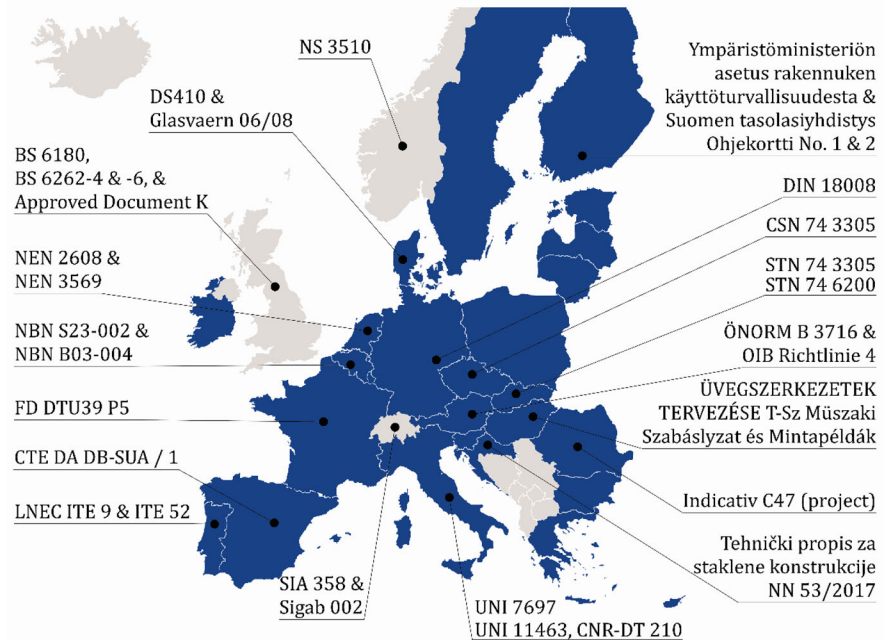 NS 3510
DS410 &
Glasvaern 06/08
BS 6180,
BS 6262-4 & -6, &
Approved Document K
NEN 2608 &
NEN 3569
NBN S23-002 &
NBN B03-004
FD DTU39 P5
CTE DA DB-SUA / 1
LNEC ITE 9 & ITE 52
SIA 358 &
Sigab 002
UNI 7697
UNI 11463, CNR-DT 210
Ympäristöministeriön
asetus rakennuken
käyttöturvallisuudesta &
Suomen tasolasiyhdistys
Ohjekortti No. 1 & 2
DIN 18008
CSN 74 3305
STN 74 3305
STN 74 6200
ÖNORM B 3716 &
OIB Richtlinie 4
ÜVEGSZERKEZETEK
TERVEZÉSE T-Sz Müszaki
Szabáslyzat és Mintapéldák
Indicativ C47 (project)
Tehnički propis za
staklene konstrukcije
NN 53/2017